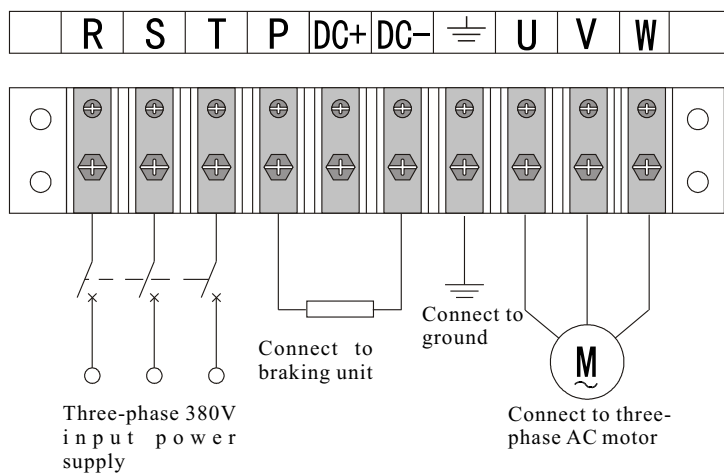 R S T P DC+ DC- ⏚ U V W
Connect to
ground
Connect to
braking unit
M
~
Three-phase 380V
input power
supply
Connect to three-
phase AC motor